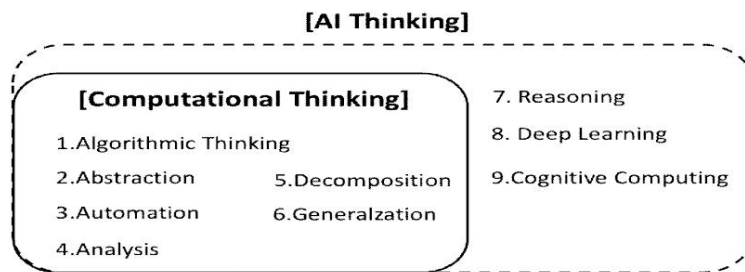 [AI Thinking]
[Computational Thinking]
1.Algorithmic Thinking
2.Abstraction
3.Automation
4.Analysis
5.Decomposition
6.Generalzation
7. Reasoning
8. Deep Learning
9.Cognitive Computing